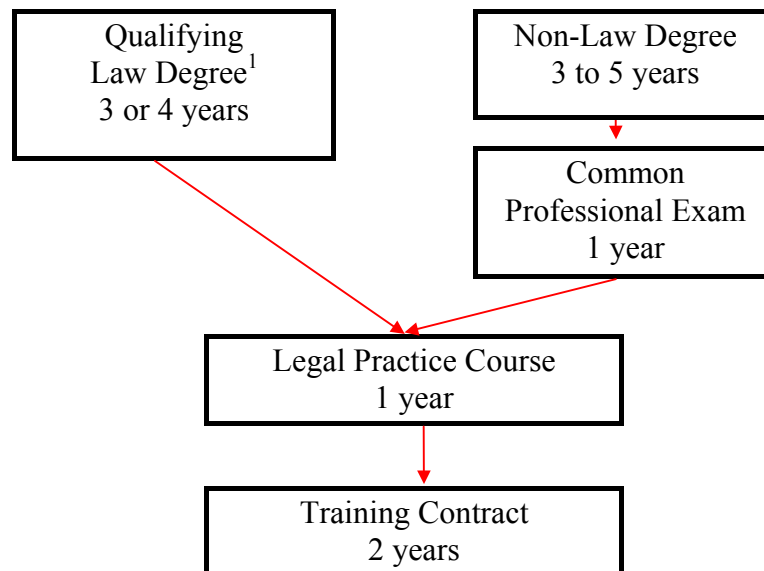 Qualifying
Law Degree¹
3 or 4 years
Non-Law Degree
3 to 5 years
Common
Professional Exam
1 year
Legal Practice Course
1 year
Training Contract
2 years